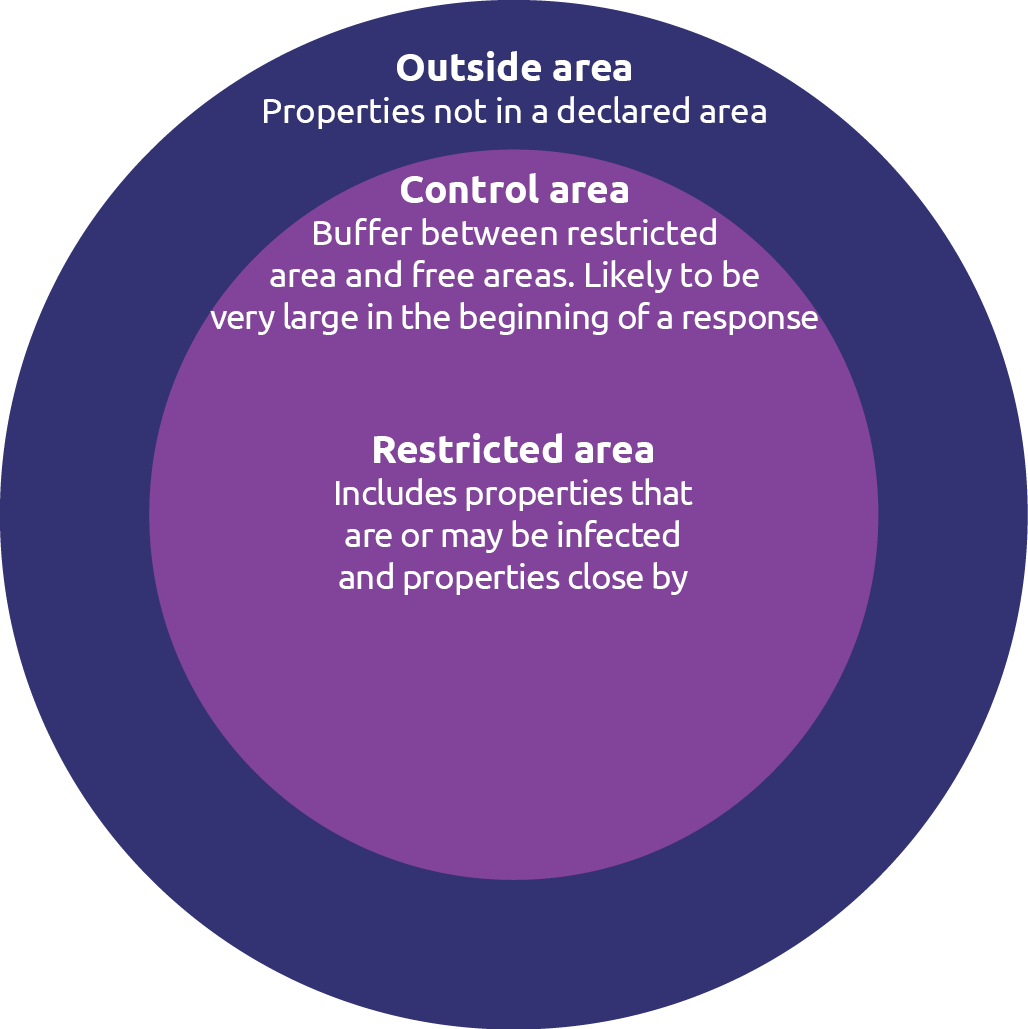 Outside area
Properties not in a declared area
Control area
Buffer between restricted
area and free areas. Likely to be
very large in the beginning of a response
Restricted area
Includes properties that
are or may be infected
and properties close by